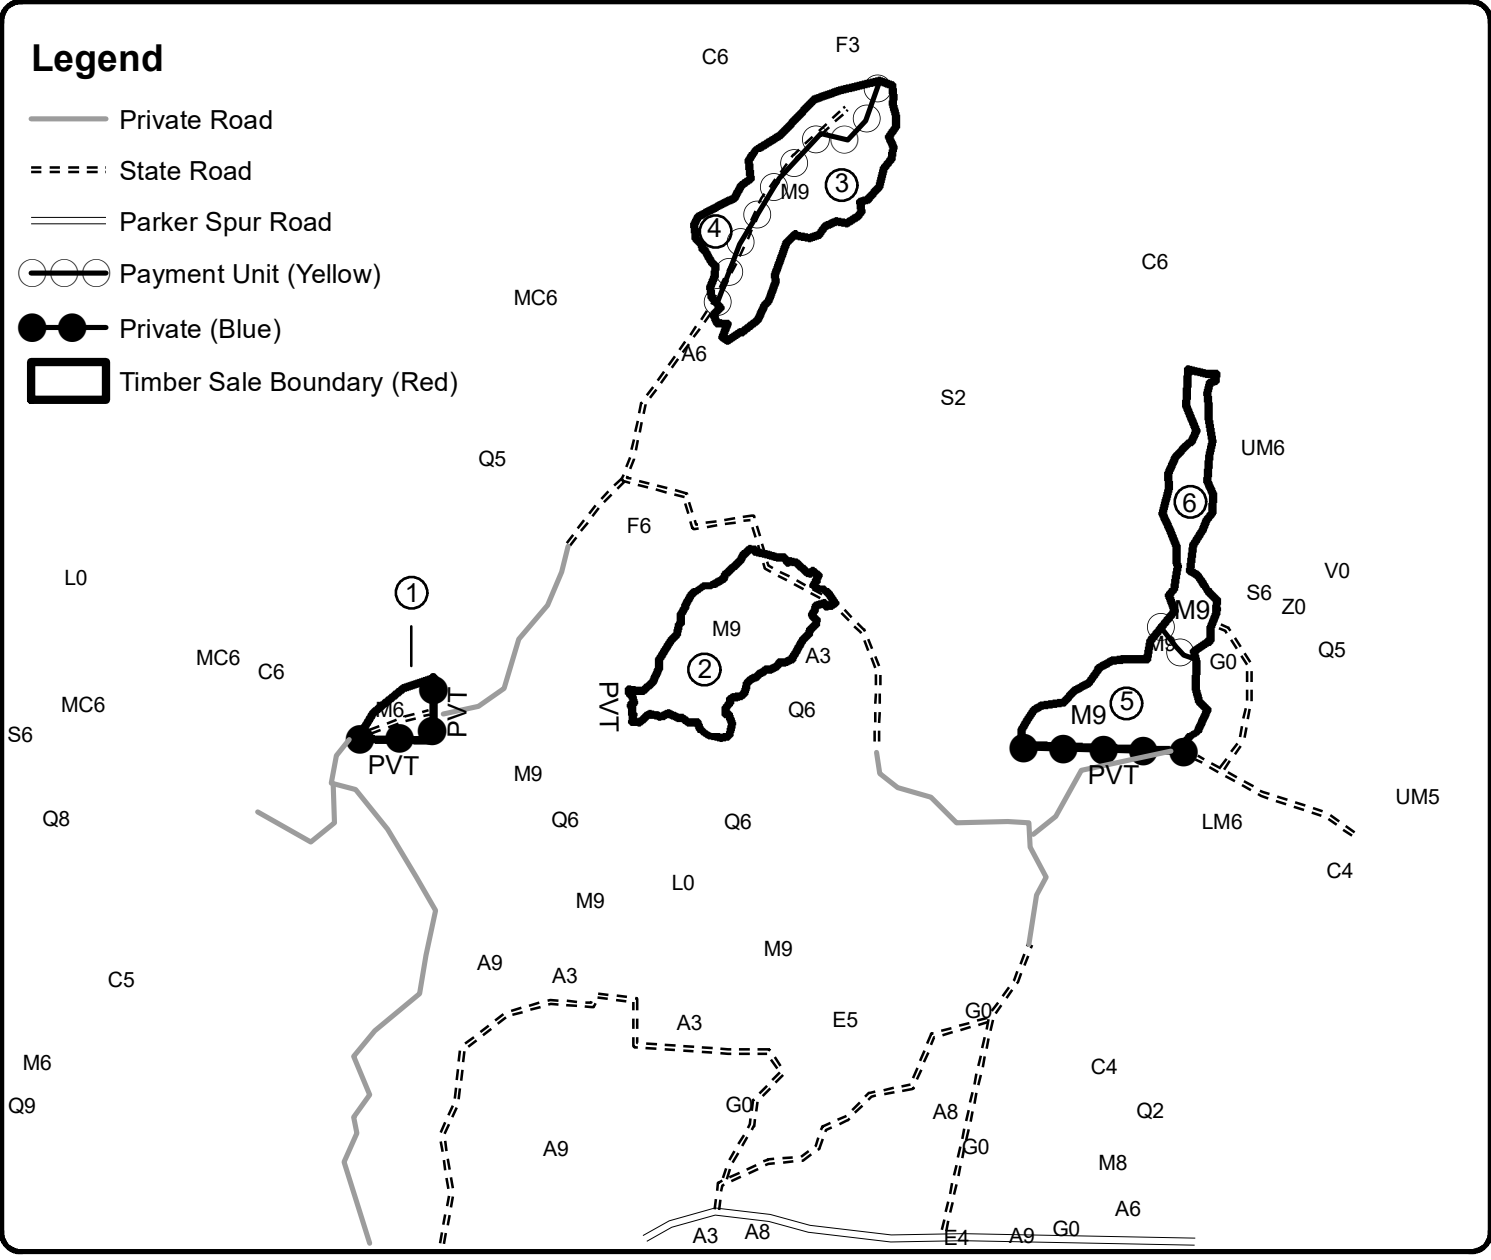 Legend
Private Road
State Road
Parker Spur Road
Payment Unit (Yellow)
Private (Blue)
Timber Sale Boundary (Red)
C6
F3
M9
3
4
MC6
C6
A6
S2
Q5
UM6
6
F6
L0
1
V0
S6
Z0
M9
M9
A3
M9
Q5
G0
MC6
C6
2
MC6
M6
PVT
PVT
Q6
M9
5
S6
PVT
M9
PVT
UM5
Q8
Q6
Q6
LM6
C4
L0
M9
M9
A9
A3
C5
G0
A3
E5
M6
C4
Q9
G0
A8
Q2
A9
G0
M8
A6
A3
A8
E4
A9
G0